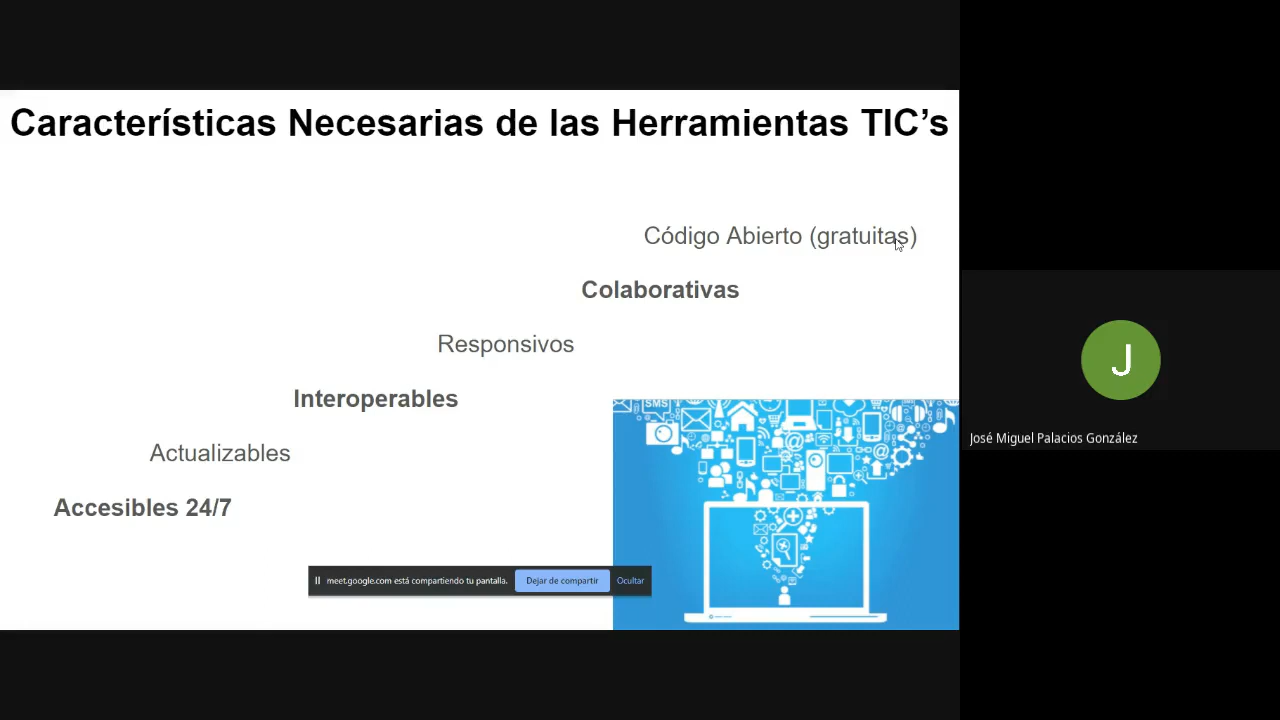 Características Necesarias de las Herramientas TIC’s
Código Abierto (gratuitas)
Colaborativas
Responsivos
Interoperables
Actualizables
Accesibles 24/7
SMS
meet.google.com está compartiendo tu pantalla.
Dejar de compartir
Ocultar
J
José Miguel Palacios González